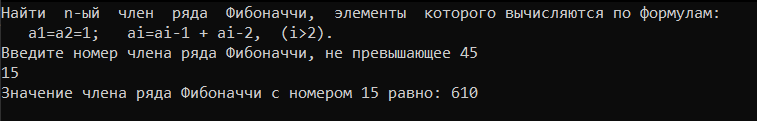 Найти  n-ый  член  ряда  Фибоначчи,  элементы  которого вычисляются по формулам:
   a1=a2=1;   ai=ai-1 + ai-2,  (i>2).
Введите номер члена ряда Фибоначчи, не превышающее 45
15
Значение члена ряда Фибоначчи с номером 15 равно: 610